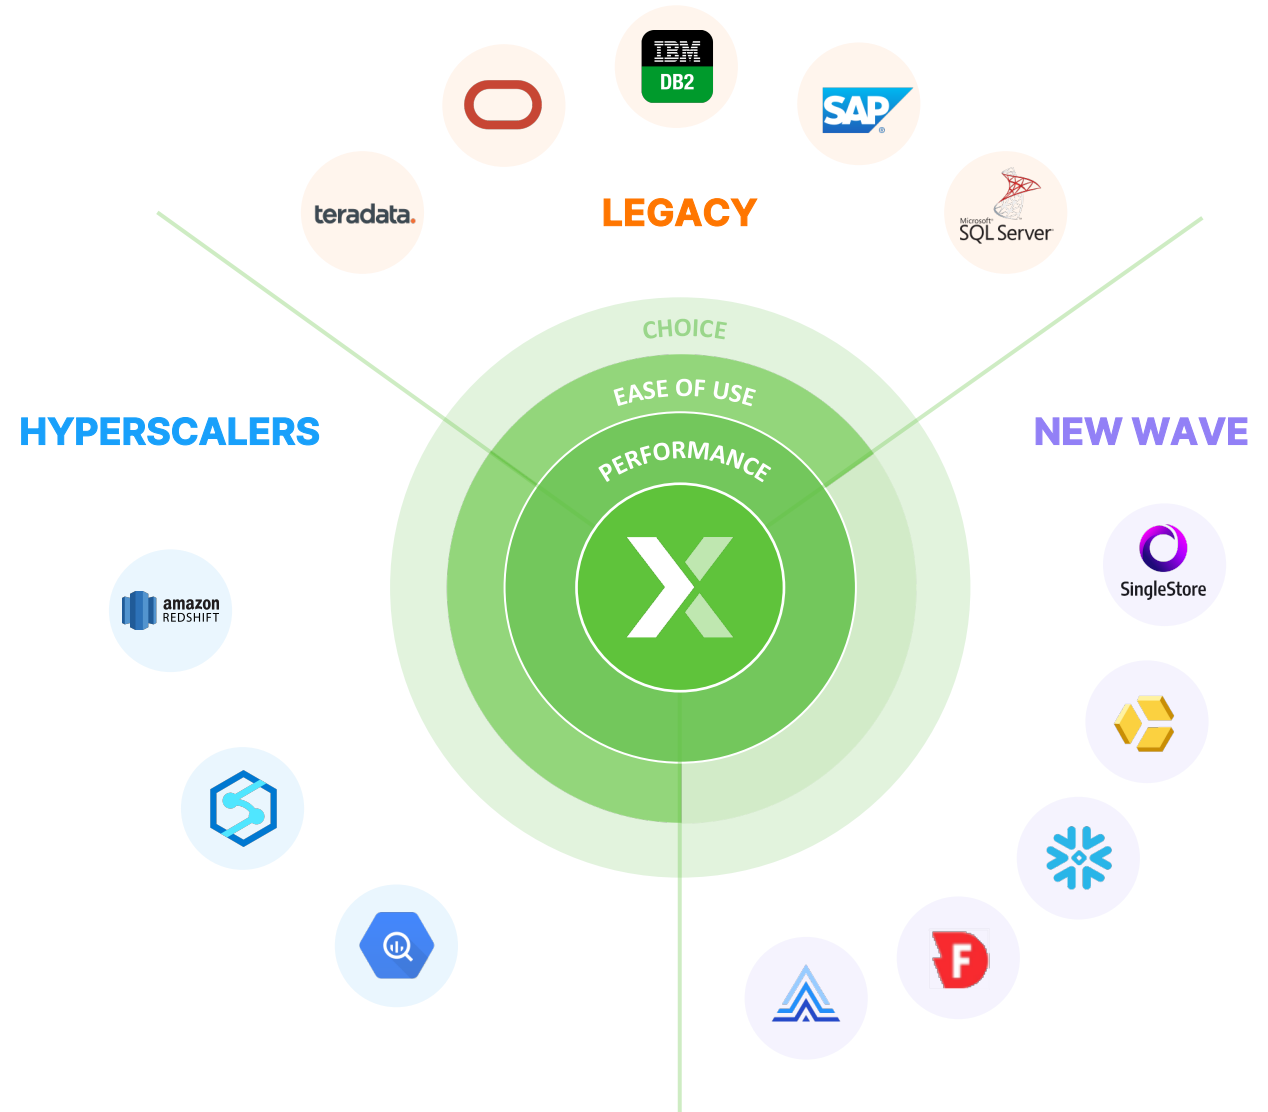 IBM
DB2
SAP
®
teradata.
LEGACY
Microsoft®
SQL Server
CHOICE
EASE OF USE
PERFORMANCE
HYPERSCALERS
NEW WAVE
SingleStore
amazon
REDSHIFT
F